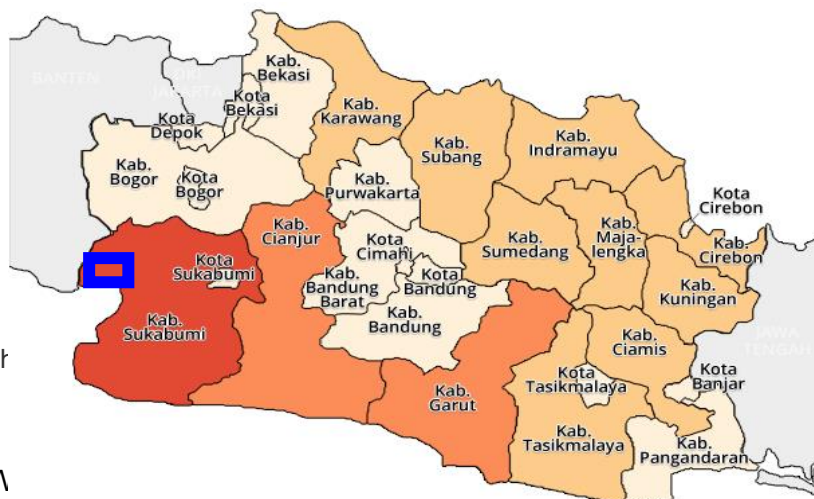 BANTEN
DKI
JAKARTA
Kab.
Bekasi
Kota
Bekasi
Kota
Depok
Kab.
Karawang
Kab.
Subang
Kab.
Indramayu
Kab.
Bogor
Kota
Bogor
Kab.
Purwakarta
Kota
Cirebon
Kab.
Cianjur
Kota
Cimahi
Kab.
Sumedang
Kab.
Maja-
lengka
Kab.
Cirebon
Kota
Sukabumi
Kab.
Bandung
Barat
Kota
Bandung
Kab.
Kuningan
Kab.
Bandung
Kab.
Sukabumi
Kab.
Ciamis
JAWA
TENGAH
Kab.
Garut
Kota
Tasikmalaya
Kota
Banjar
Kab.
Tasikmalaya
Kab.
Pangandaran